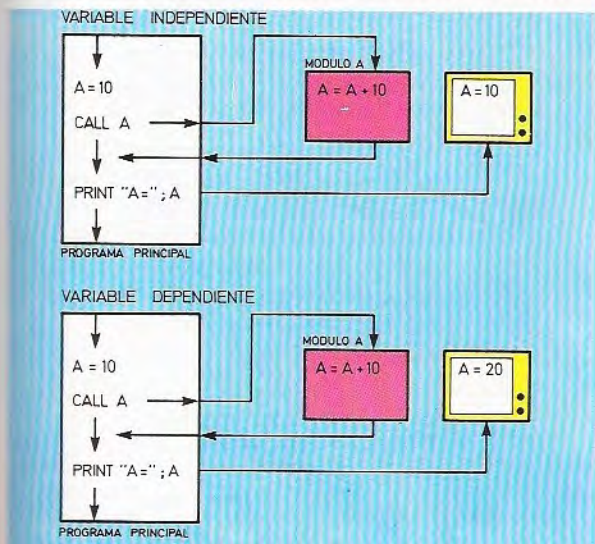 VARIABLE INDEPENDIENTE
A = 10
CALL A
PRINT "A=" ; A
PROGRAMA PRINCIPAL
MODULO A
A = A + 10
A = 10
VARIABLE DEPENDIENTE
A = 10
CALL A
PRINT "A=" ; A
PROGRAMA PRINCIPAL
MODULO A
A = A + 10
A = 20